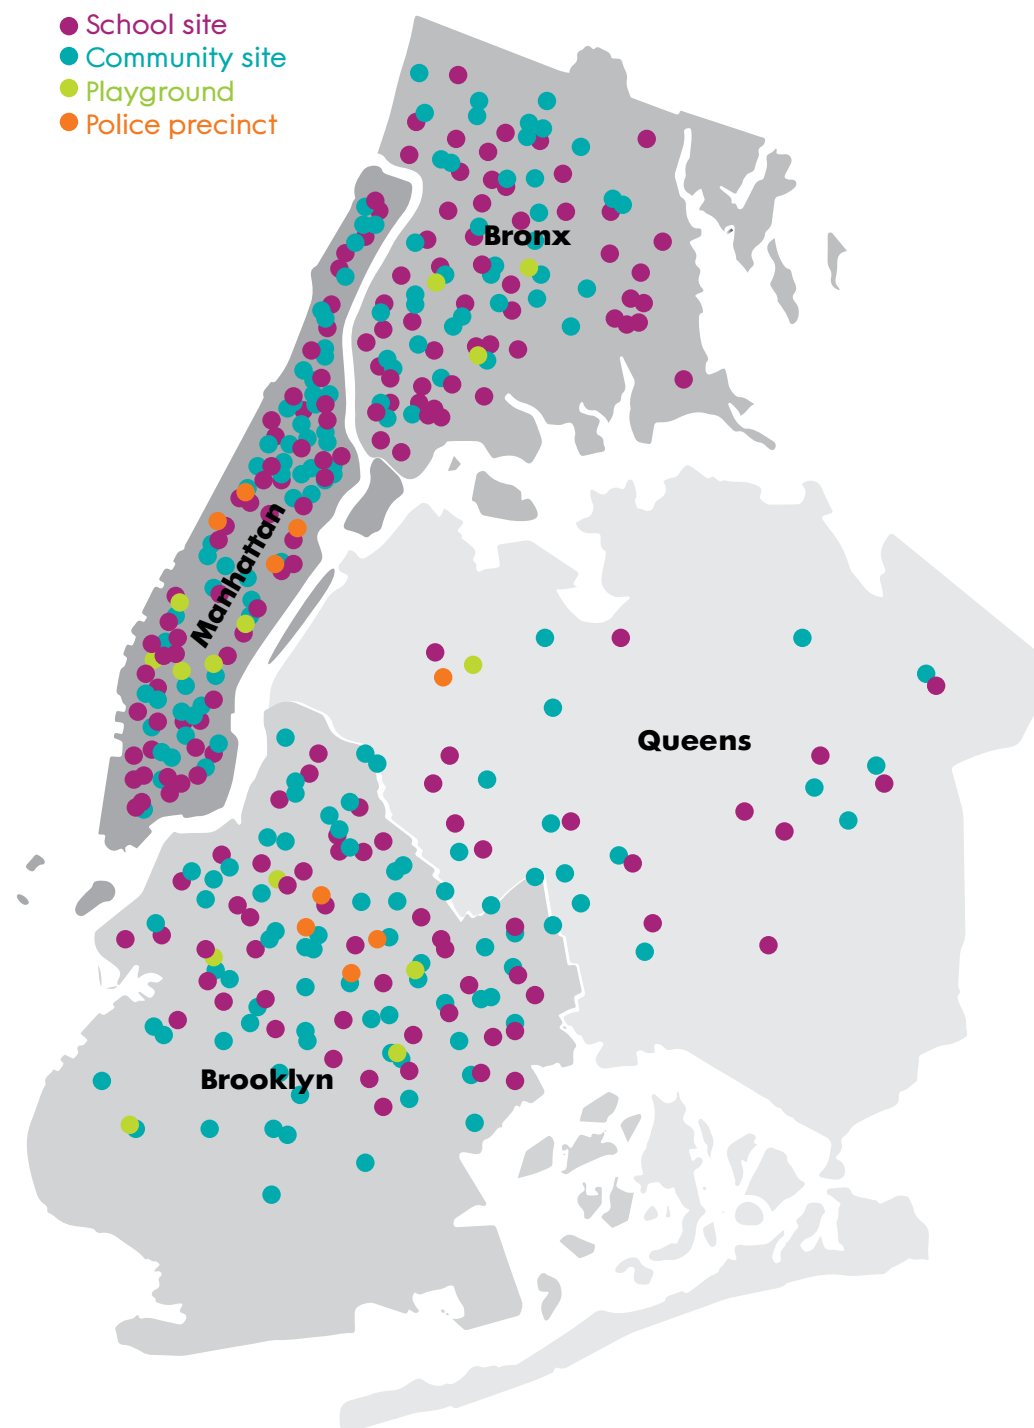 School site
Community site
Playground
Police precinct
Bronx
Manhattan
Queens
Brooklyn